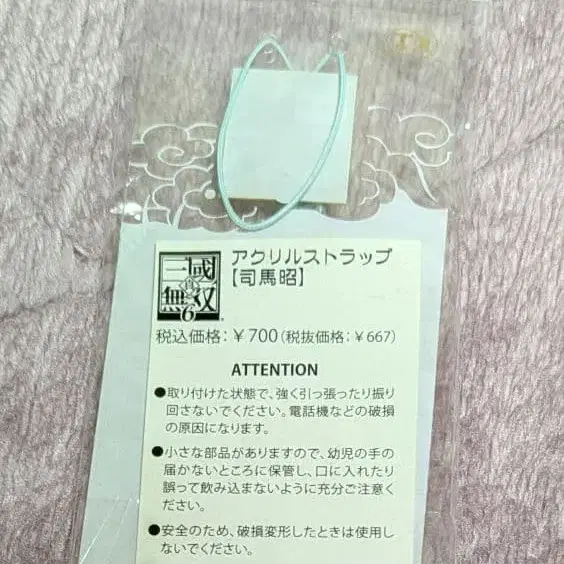 真
三國
無双
6
アクリルストラップ
【司馬昭】
税込価格：￥700(税抜価格：￥667)
ATTENTION
●取り付けた状態で、強く引っ張ったり振り
回さないでください。電話機などの破損
の原因になります。
●小さな部品がありますので、幼児の手の
届かないところに保管し、口に入れたり
誤って飲み込まないように充分ご注意く
ださい。
●安全のため、破損変形したときは使用し
ないでください。